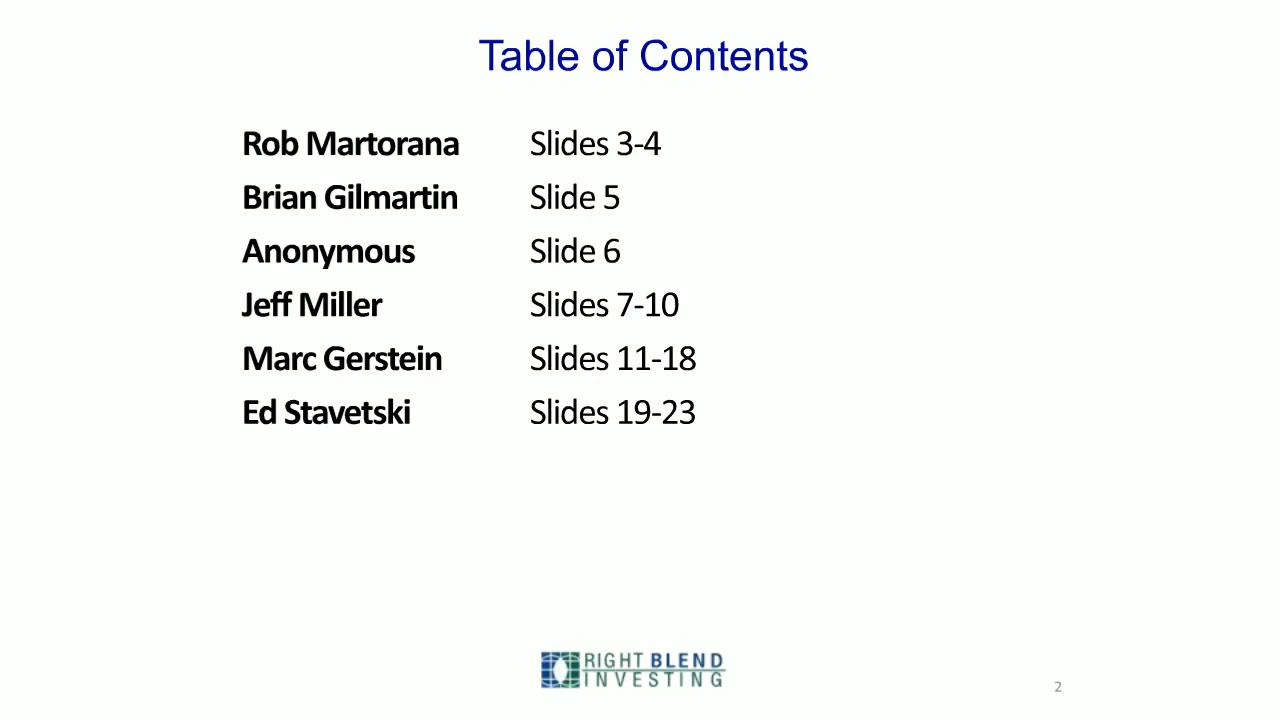 Table of Contents
Rob Martorana Slides 3-4
Brian Gilmartin Slide 5
Anonymous Slide 6
Jeff Miller Slides 7-10
Marc Gerstein Slides 11-18
Ed Stavetski Slides 19-23
RIGHT BLEND
INVESTING
2